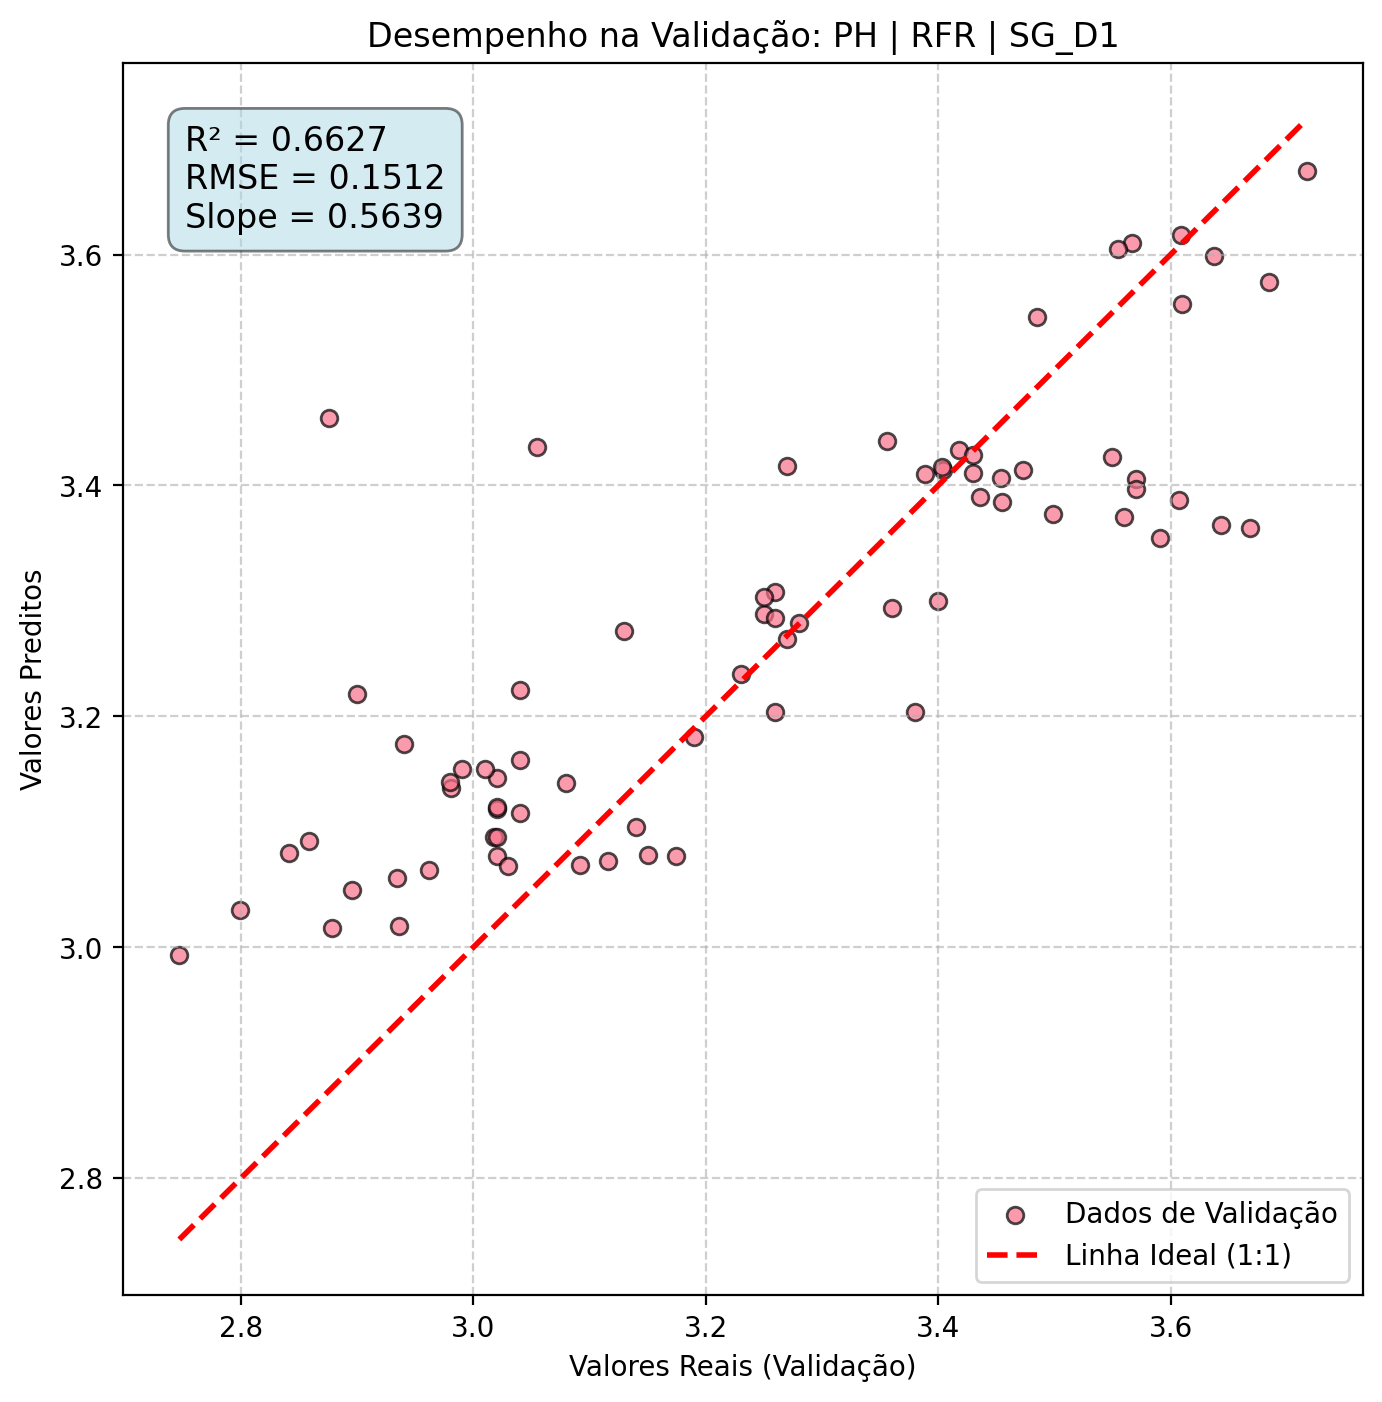 Desempenho na Validação: PH | RFR | SG_D1
R² = 0.6627
RMSE = 0.1512
Slope = 0.5639
Valores Preditos
3.6
3.4
3.2
3.0
2.8
2.8 3.0 3.2 3.4 3.6
Valores Reais (Validação)
Dados de Validação
Linha Ideal (1:1)